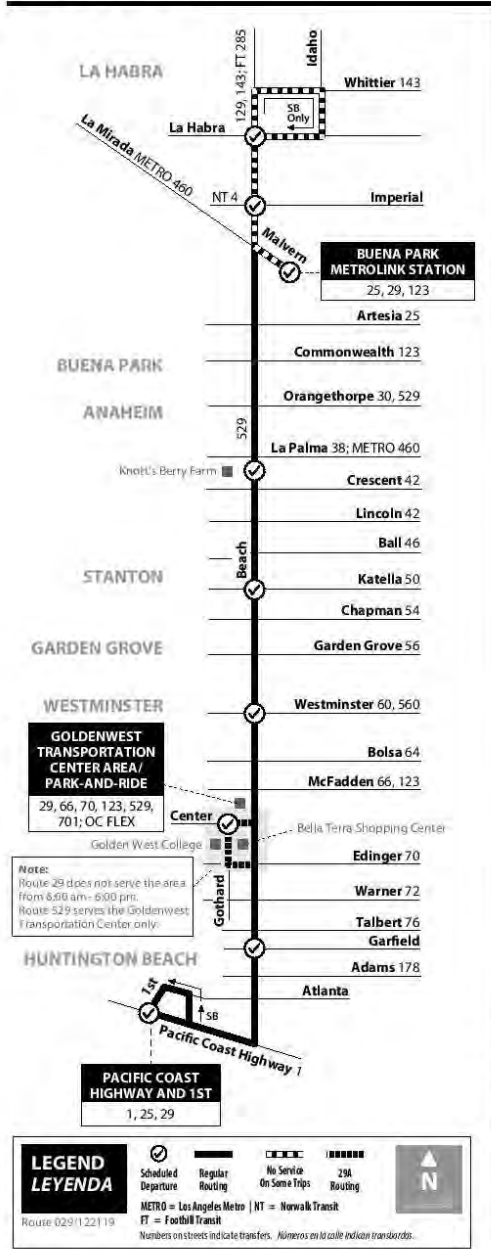 129, 143; FT 285
Idaho
LA HABRA
Whittier 143
SB
Only
La Habra
La Mirada METRO 460
NT 4
Imperial
Malvern
BUENA PARK
METROLINK STATION
25, 29, 123
Artesia 25
Commonwealth 123
BUENA PARK
Orangethorpe 30, 529
ANAHEIM
529
La Palma 38; METRO 460
Knott's Berry Farm
Crescent 42
Lincoln 42
Ball 46
Beach
STANTON
Katella 50
Chapman 54
GARDEN GROVE
Garden Grove 56
WESTMINSTER
Westminster 60, 560
GOLDENWEST
TRANSPORTATION
CENTER AREA/
PARK-AND-RIDE
29, 66, 70, 123, 529,
701; OC FLEX
Bolsa 64
McFadden 66, 123
Center
Bella Terra Shopping Center
Golden West College
Edinger 70
Note:
Route 29 does not serve the area
from 6:00 am - 6:00 pm.
Route 529 serves the Goldenwest
Transportation Center only.
Gothard
Warner 72
Talbert 76
Garfield
HUNTINGTON BEACH
Adams 178
Atlanta
1st
SB
Pacific Coast Highway 1
PACIFIC COAST
HIGHWAY AND 1ST
1, 25, 29
LEGEND
LEYENDA
Route 029/122119
Scheduled
Departure
Regular
Routing
No Service
On Some Trips
29A
Routing
METRO = Los Angeles Metro | NT = Norwalk Transit
FT = Foothill Transit
Numbers on streets indicate transfers. Números en la calle indican transbordos.
N